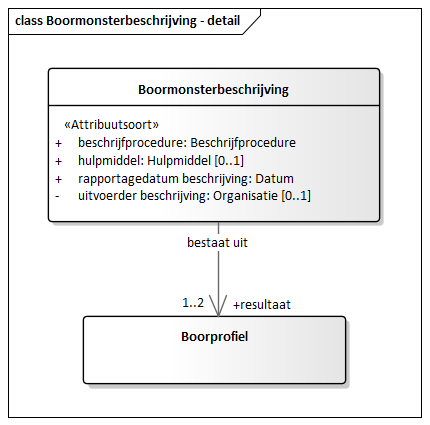 class Boormonsterbeschrijving - detail
Boormonsterbeschrijving
«Attribuutsoort»
+ beschrijfprocedure: Beschrijfprocedure
+ hulpmiddel: Hulpmiddel [0..1]
+ rapportagedatum beschrijving: Datum
- uitvoerder beschrijving: Organisatie [0..1]
bestaat uit
1..2 +resultaat
Boorprofiel